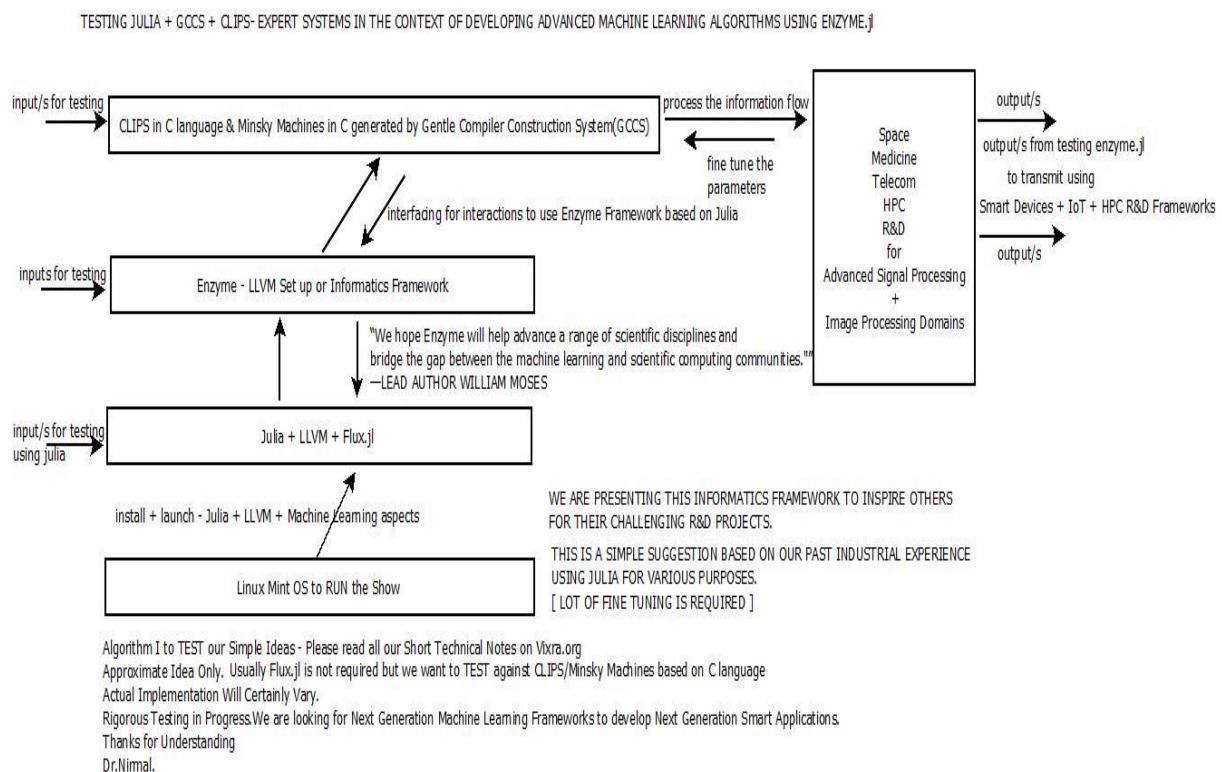 TESTING JULIA + GCCS + CLIPS- EXPERT SYSTEMS IN THE CONTEXT OF DEVELOPING ADVANCED MACHINE LEARNING ALGORITHMS USING ENZYME.jl
input/s for testing
CLIPS in C language & Minsky Machines in C generated by Gentle Compiler Construction System(GCCS)
process the information flow
fine tune the
parameters
Space
Medicine
Telecom
HPC
R&D
for
Advanced Signal Processing
+
Image Processing Domains
output/s
output/s from testing enzyme.jl
to transmit using
Smart Devices + IoT + HPC R&D Frameworks
output/s
interfacing for interactions to use Enzyme Framework based on Julia
inputs for testing
Enzyme - LLVM Set up or Informatics Framework
"We hope Enzyme will help advance a range of scientific disciplines and
bridge the gap between the machine learning and scientific computing communities.""
—LEAD AUTHOR WILLIAM MOSES
input/s for testing
using julia
Julia + LLVM + Flux.jl
install + launch - Julia + LLVM + Machine Learning aspects
WE ARE PRESENTING THIS INFORMATICS FRAMEWORK TO INSPIRE OTHERS
FOR THEIR CHALLENGING R&D PROJECTS.
THIS IS A SIMPLE SUGGESTION BASED ON OUR PAST INDUSTRIAL EXPERIENCE
USING JULIA FOR VARIOUS PURPOSES.
[ LOT OF FINE TUNING IS REQUIRED ]
Linux Mint OS to RUN the Show
Algorithm I to TEST our Simple Ideas - Please read all our Short Technical Notes on Vixra.org
Approximate Idea Only. Usually Flux.jl is not required but we want to TEST against CLIPS/Minsky Machines based on C language
Actual Implementation Will Certainly Vary.
Rigorous Testing in Progress.We are looking for Next Generation Machine Learning Frameworks to develop Next Generation Smart Applications.
Thanks for Understanding
Dr.Nirmal.